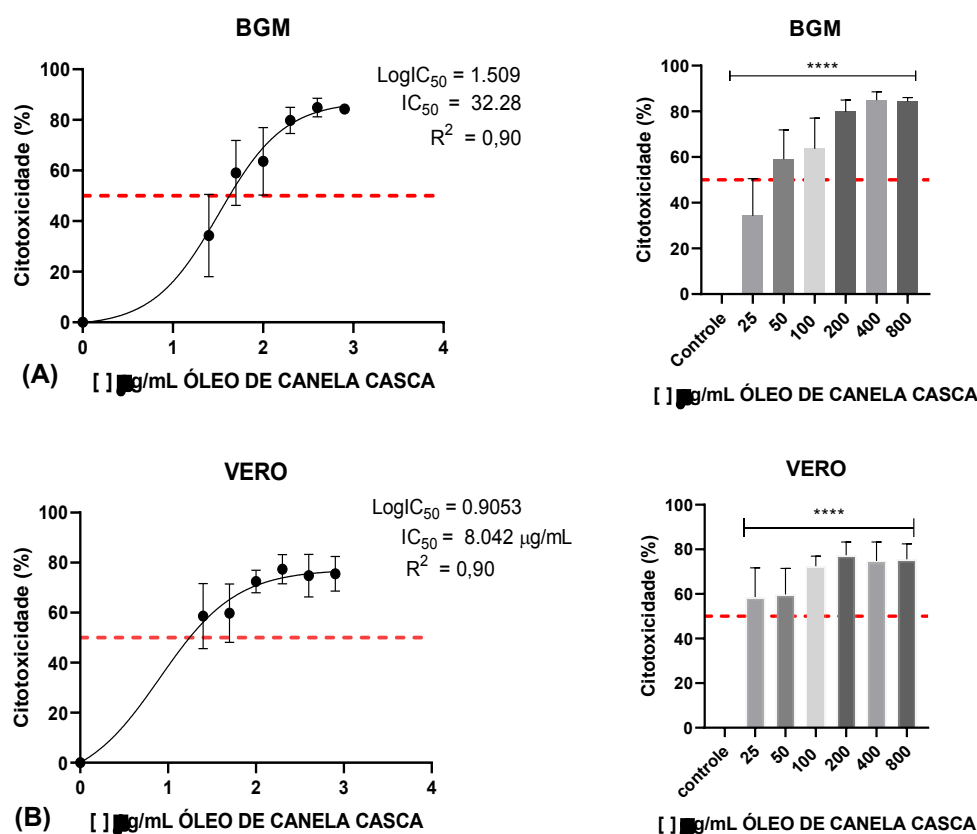 BGM
LogIC50 = 1.509
IC50 = 32.28
R2 = 0,90
Citotoxicidade (%)
100
80
60
40
20
0
0 1 2 3 4
(A)
[ ] g/mL ÓLEO DE CANELA CASCA
BGM
****
Citotoxicidade (%)
100
80
60
40
20
0
Controle 25 50 100 200 400 800
[ ] g/mL ÓLEO DE CANELA CASCA
VERO
LogIC50 = 0.9053
IC50 = 8.042 μg/mL
R2 = 0,90
Citotoxicidade (%)
100
80
60
40
20
0
0 1 2 3 4
(B)
[ ] g/mL ÓLEO DE CANELA CASCA
VERO
****
Citotoxicidade (%)
100
80
60
40
20
0
controle 25 50 100 200 400 800
[ ] g/mL ÓLEO DE CANELA CASCA